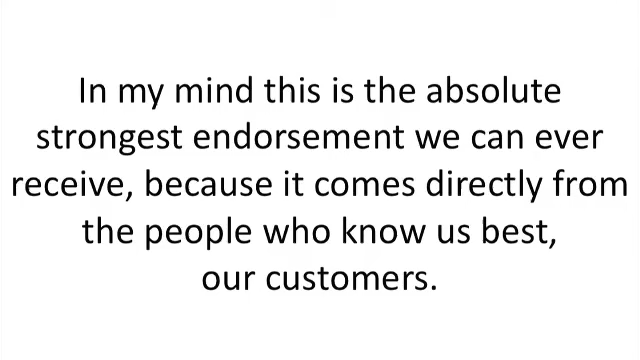 In my mind this is the absolute
strongest endorsement we can ever
receive, because it comes directly from
the people who know us best,
our customers.